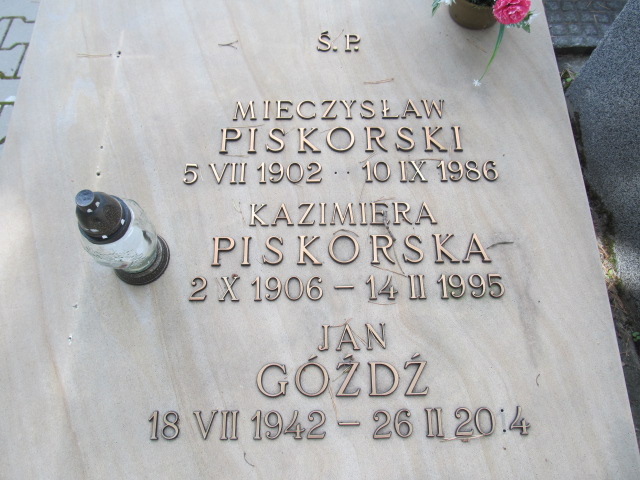 Ś.P.
MIECZYSŁAW
PISKORSKI
5 VII 1902 - 10 IX 1986
KAZIMIERA
PISKORSKA
2 X 1906 – 14 II 1995
JAN
GÓŹDŹ
18 VII 1942 – 26 II 2014